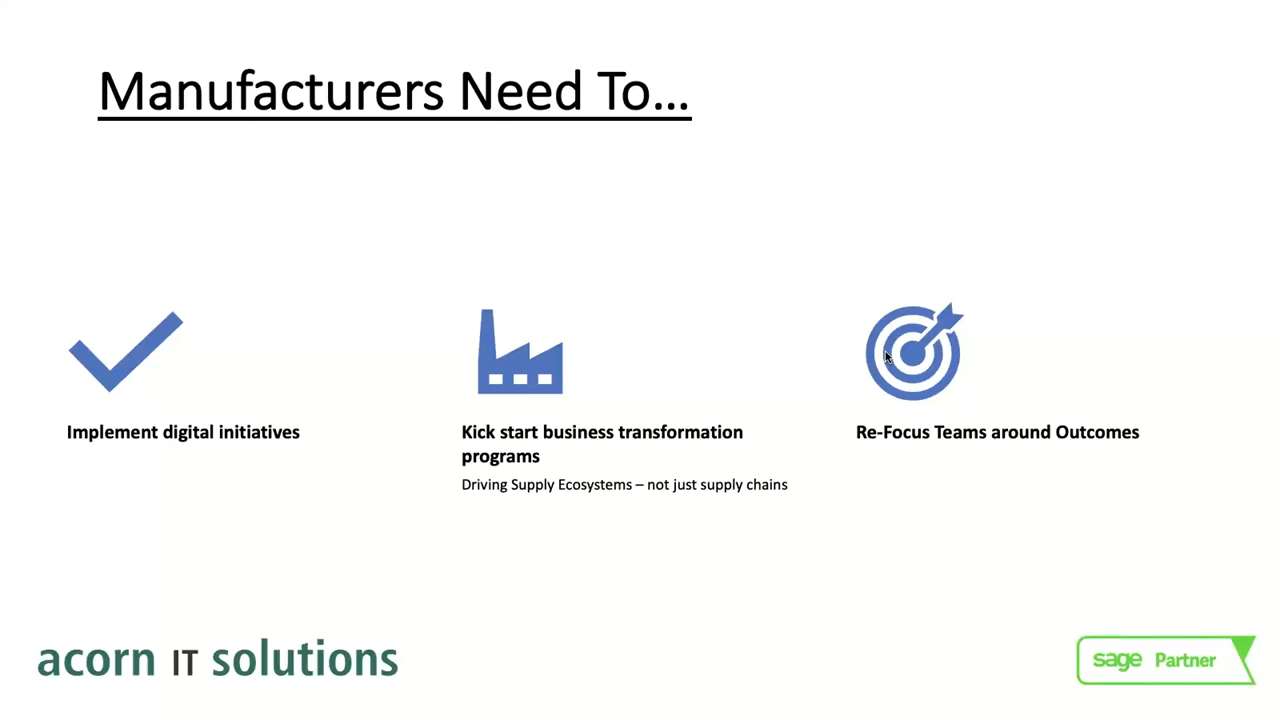 Manufacturers Need To...
Implement digital initiatives
Kick start business transformation
programs
Driving Supply Ecosystems – not just supply chains
Re-Focus Teams around Outcomes
acorn IT solutions
sage Partner